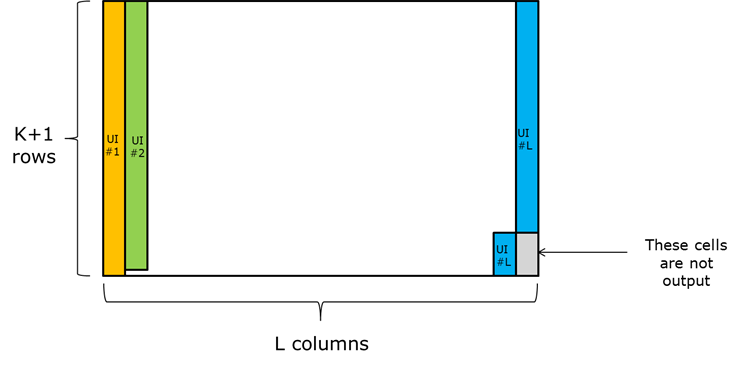 K+1
rows
UI
#1
UI
#2
UI
#L
UI
#L
These cells
are not
output
L columns